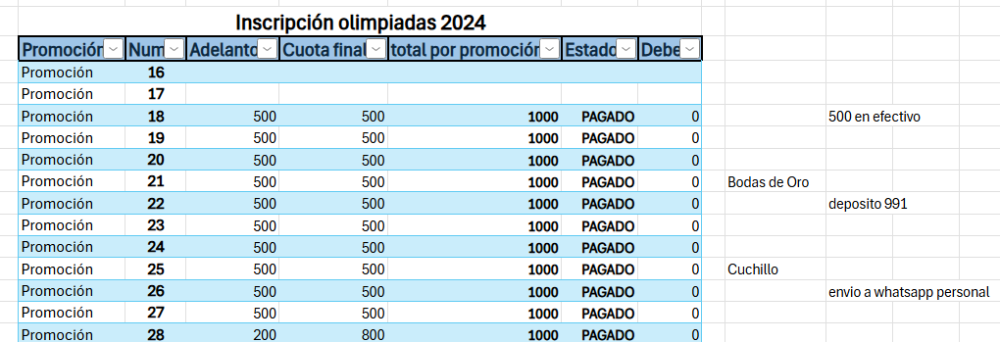 Inscripción olimpiadas 2024
Promoción Num Adelanto Cuota final total por promoción Estado Debe
Promoción 16
Promoción 17
Promoción 18 500 500 1000 PAGADO 0 500 en efectivo
Promoción 19 500 500 1000 PAGADO 0
Promoción 20 500 500 1000 PAGADO 0
Promoción 21 500 500 1000 PAGADO 0 Bodas de Oro
Promoción 22 500 500 1000 PAGADO 0 deposito 991
Promoción 23 500 500 1000 PAGADO 0
Promoción 24 500 500 1000 PAGADO 0
Promoción 25 500 500 1000 PAGADO 0 Cuchillo
Promoción 26 500 500 1000 PAGADO 0 envio a whatsapp personal
Promoción 27 500 500 1000 PAGADO 0
Promoción 28 200 800 1000 PAGADO 0